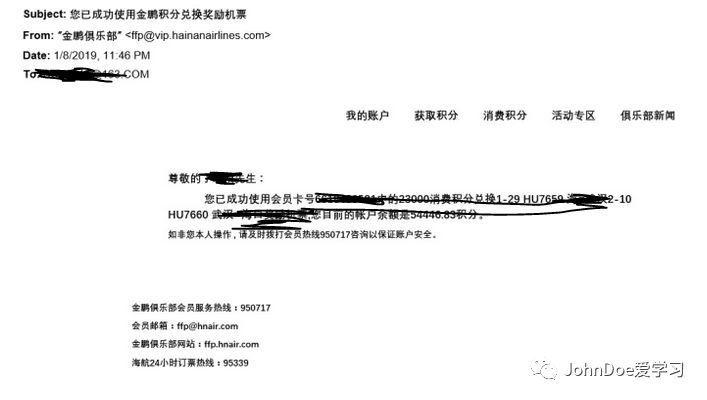 Subject: 您已成功使用金鹏积分兑换奖励机票
From: "金鹏俱乐部" <ffp@vip.hainanairlines.com>
Date: 1/8/2019, 11:46 PM
To: 163.COM
我的账户 获取积分 消费积分 活动专区 俱乐部新闻
尊敬的 先生：
您已成功使用会员卡号 中的23000消费积分兑换1-29 HU7659 2-10
HU7660 武汉 您目前的帐户余额是54446.83积分。
如非您本人操作，请及时拨打会员热线950717咨询以保证账户安全。
金鹏俱乐部会员服务热线：950717
会员邮箱：ffp@hnair.com
金鹏俱乐部网站：ffp.hnair.com
海航24小时订票热线：95339
JohnDoe爱学习